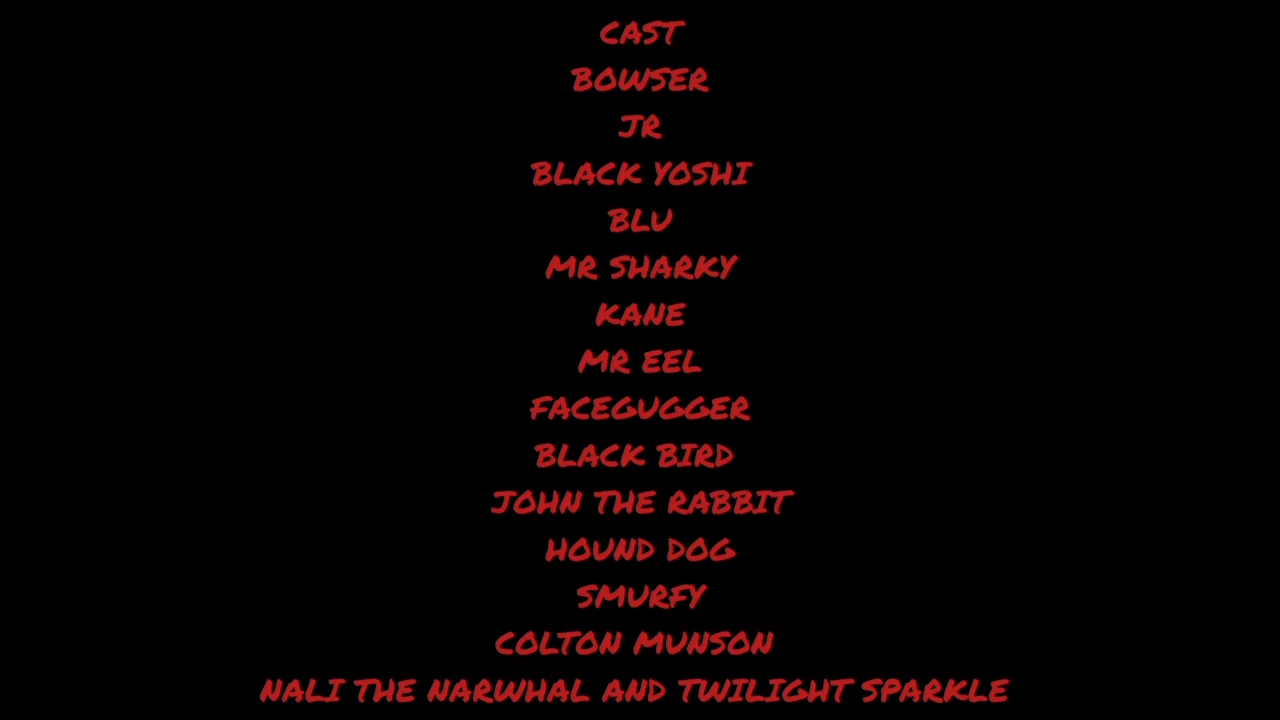 CAST
BOWSER
JR
BLACK YOSHI
BLU
MR SHARKY
KANE
MR EEL
FACEGUGGER
BLACK BIRD
JOHN THE RABBIT
HOUND DOG
SMURFY
COLTON MUNSON
NALI THE NARWHAL AND TWILIGHT SPARKLE